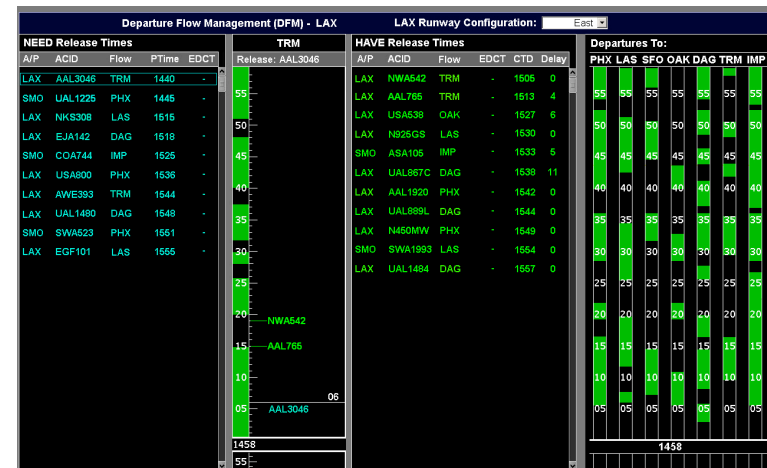 Departure Flow Management (DFM) - LAX LAX Runway Configuration: East
NEED Release Times
A/P ACID Flow PTime EDCT
LAX AAL3046 TRM 1440 -
SMO UAL1225 PHX 1445 -
LAX NKS308 LAS 1515 -
LAX EJA142 DAG 1518 -
SMO COA744 IMP 1525 -
LAX USA800 PHX 1536 -
LAX AWE393 TRM 1544 -
LAX UAL1480 DAG 1548 -
SMO SWA523 PHX 1551 -
LAX EGF101 LAS 1555 -
TRM
Release: AAL3046
55
50
45
40
35
30
25
20 NWA542
15 AAL765
10
06
05 AAL3046
1458
55
HAVE Release Times
A/P ACID Flow EDCT CTD Delay
LAX NWA542 TRM - 1505 0
LAX AAL765 TRM - 1513 4
LAX USA539 OAK - 1527 6
LAX N925GS LAS - 1530 0
SMO ASA105 IMP - 1533 5
LAX UAL867C DAG - 1538 11
LAX AAL1920 PHX - 1542 0
LAX UAL889L DAG - 1544 0
LAX N450MW PHX - 1549 0
SMO SWA1993 LAS - 1554 0
LAX UAL1484 DAG - 1557 0
Departures To:
PHX LAS SFO OAK DAG TRM IMP
55 55 55 55 55 55 55
50 50 50 50 50 50 50
45 45 45 45 45 45 45
40 40 40 40 40 40 40
35 35 35 35 35 35 35
30 30 30 30 30 30 30
25 25 25 25 25 25 25
20 20 20 20 20 20 20
15 15 15 15 15 15 15
10 10 10 10 10 10 10
05 05 05 05 05 05 05
1458